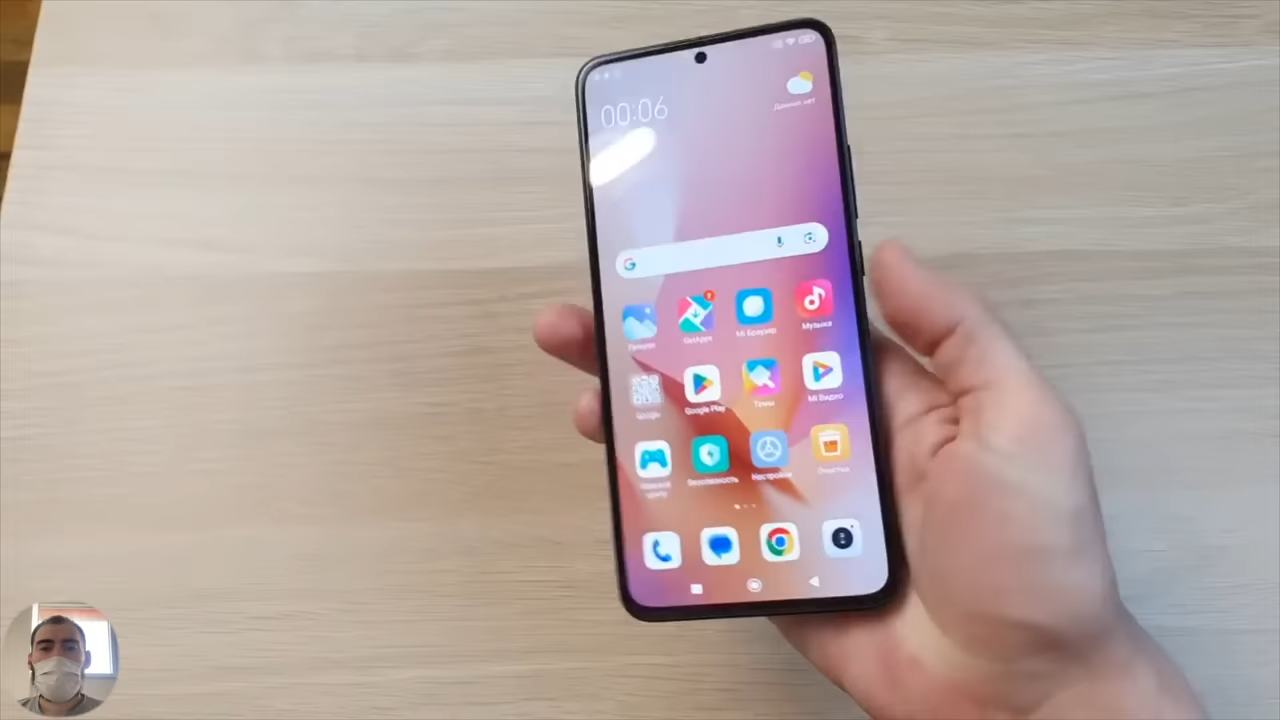 00:06
Данных нет
GetApps
Mi Браузер
Музыка
Google
Google Play
Темы
Mi Видео
Безопасность
Настройки
Очистка